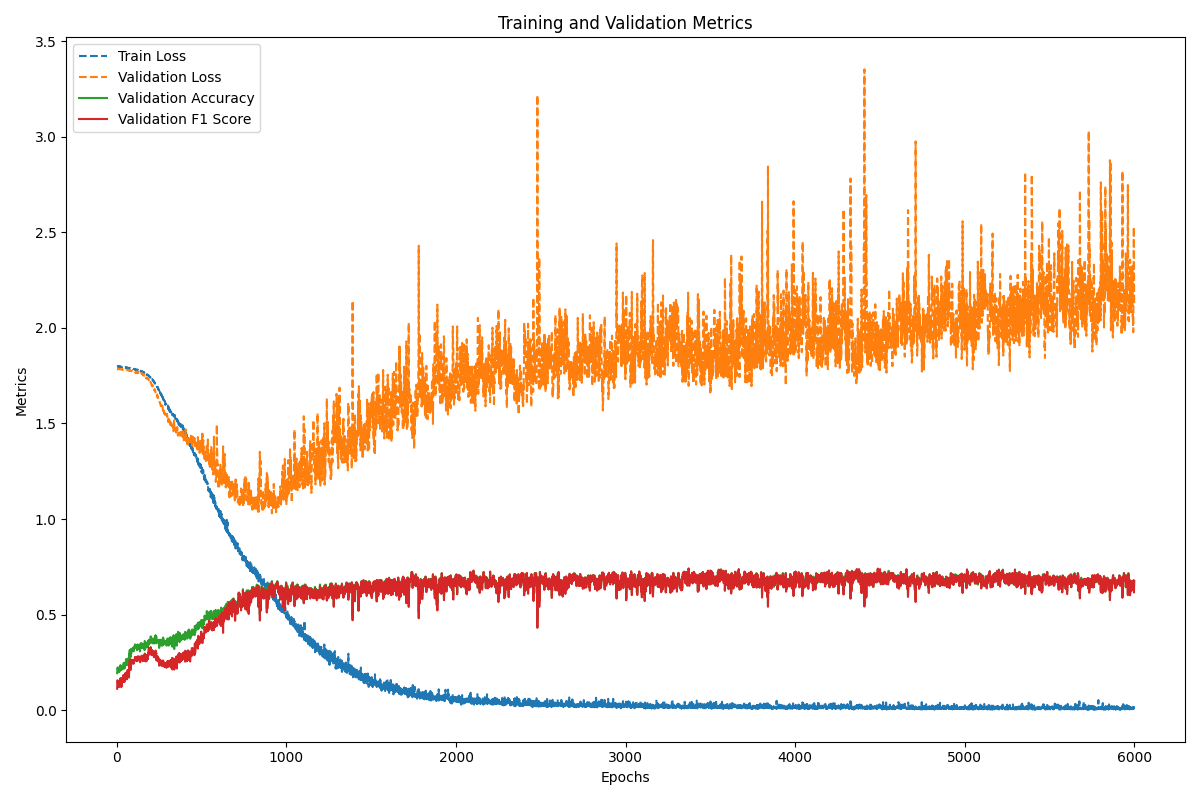 Training and Validation Metrics
Train Loss
Validation Loss
Validation Accuracy
Validation F1 Score
Metrics
3.5
3.0
2.5
2.0
1.5
1.0
0.5
0.0
0 1000 2000 3000 4000 5000 6000
Epochs